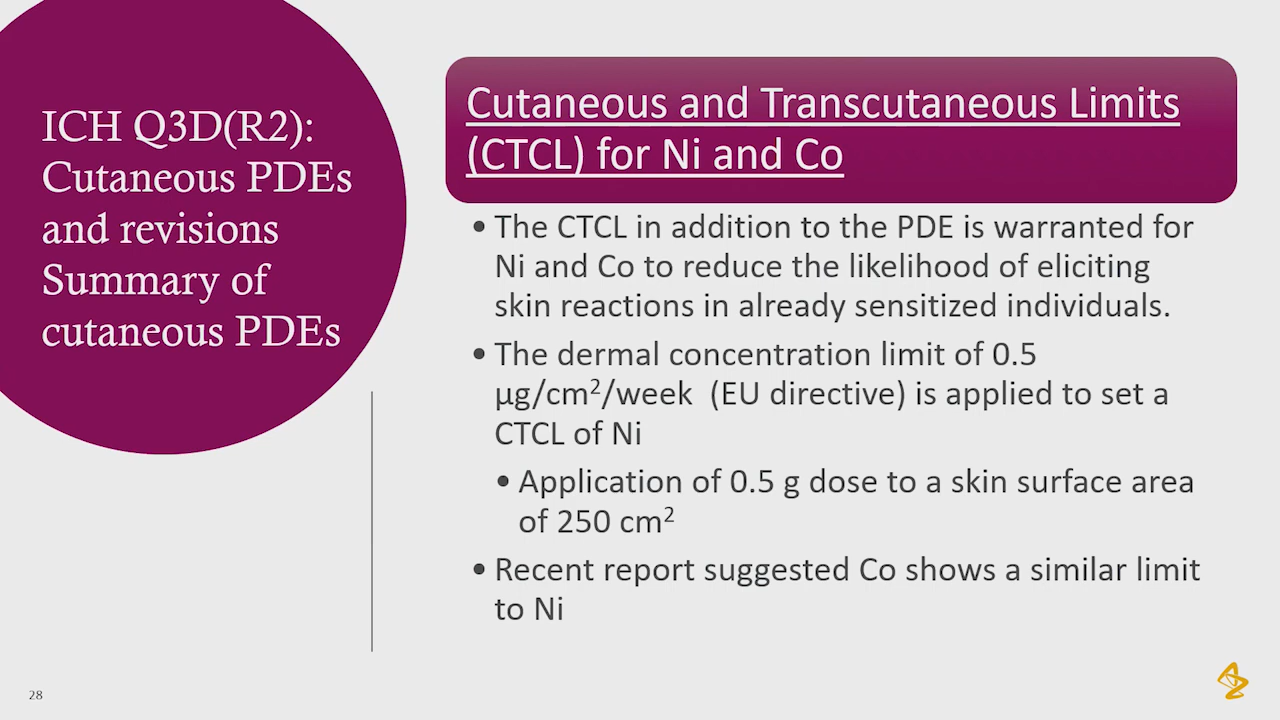 ICH Q3D(R2):
Cutaneous PDEs
and revisions
Summary of
cutaneous PDEs
Cutaneous and Transcutaneous Limits
(CTCL) for Ni and Co
• The CTCL in addition to the PDE is warranted for
Ni and Co to reduce the likelihood of eliciting
skin reactions in already sensitized individuals.
• The dermal concentration limit of 0.5
µg/cm²/week (EU directive) is applied to set a
CTCL of Ni
• Application of 0.5 g dose to a skin surface area
of 250 cm²
• Recent report suggested Co shows a similar limit
to Ni
28